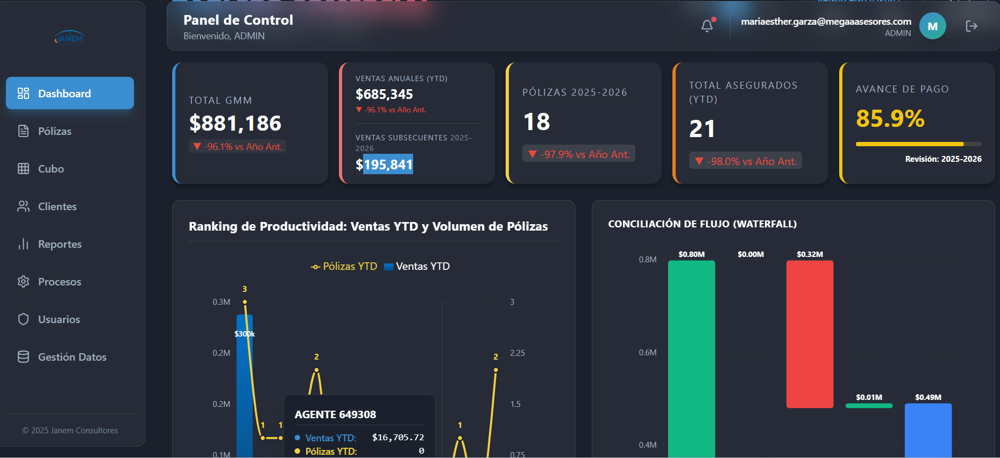 Panel de Control
Bienvenido, ADMIN
mariaesther.garza@megaaasesores.com
ADMIN
M
JANEM
Dashboard
Pólizas
Cubo
Clientes
Reportes
Procesos
Usuarios
Gestión Datos
© 2025 Janem Consultores
TOTAL GMM
$881,186
▼ -96.1% vs Año Ant.
VENTAS ANUALES (YTD)
$685,345
▼ -96.1% vs Año Ant.
VENTAS SUBSECUENTES 2025-
2026
$195,841
PÓLIZAS 2025-2026
18
▼ -97.9% vs Año Ant.
TOTAL ASEGURADOS
(YTD)
21
▼ -98.0% vs Año Ant.
AVANCE DE PAGO
85.9%
Revisión: 2025-2026
Ranking de Productividad: Ventas YTD y Volumen de Pólizas
Pólizas YTD Ventas YTD
3
0.3M 3
$300k
2 2
0.2M 2.25
0.2M 1.5
1 1 1
0.1M 0.75
AGENTE 649308
Ventas YTD: $16,705.72
Pólizas YTD: 0
CONCILIACIÓN DE FLUJO (WATERFALL)
$0.80M $0.00M $0.32M
0.8M
0.6M
$0.01M $0.49M
0.4M